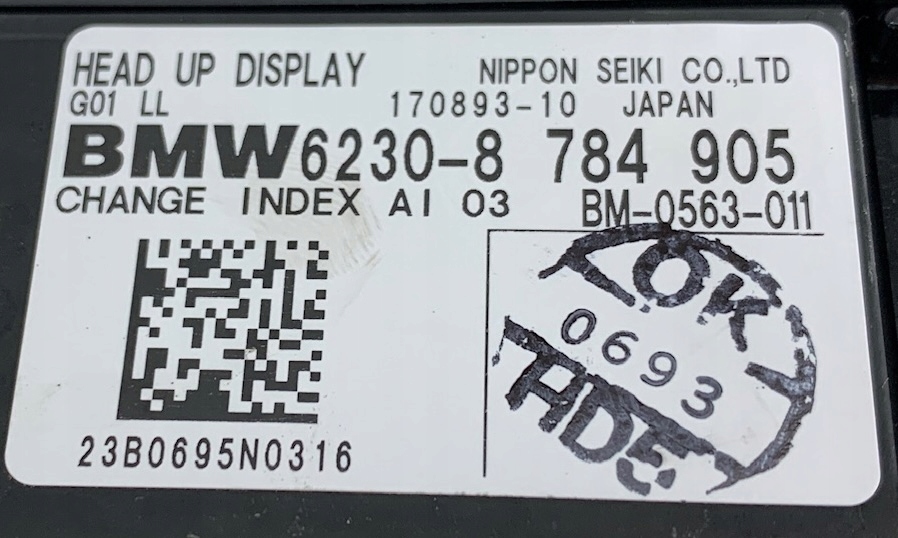 HEAD UP DISPLAY NIPPON SEIKI CO.,LTD
G01 LL 170893-10 JAPAN
BMW 6230-8 784 905
CHANGE INDEX AI 03 BM-0563-011
23B0695N0316
I.O.K
0693
HDE